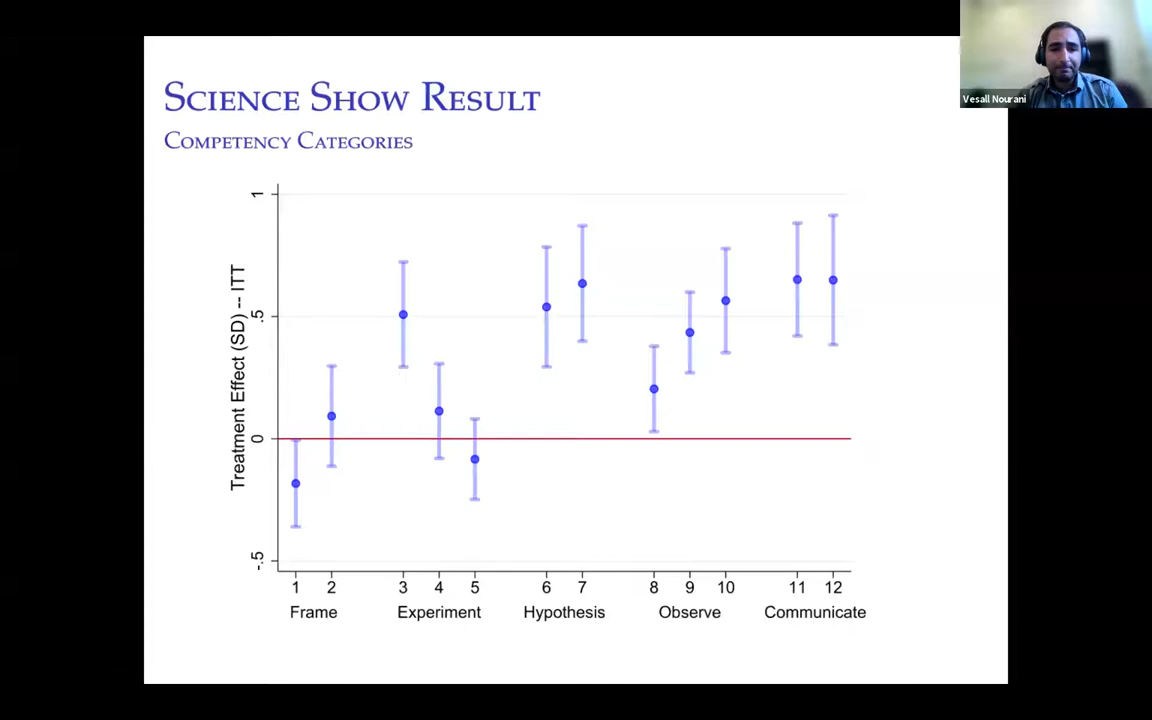 Vesall Nourani
SCIENCE SHOW RESULT
COMPETENCY CATEGORIES
Treatment Effect (SD) -- ITT
1
.5
0
-.5
1 2 3 4 5 6 7 8 9 10 11 12
Frame Experiment Hypothesis Observe Communicate